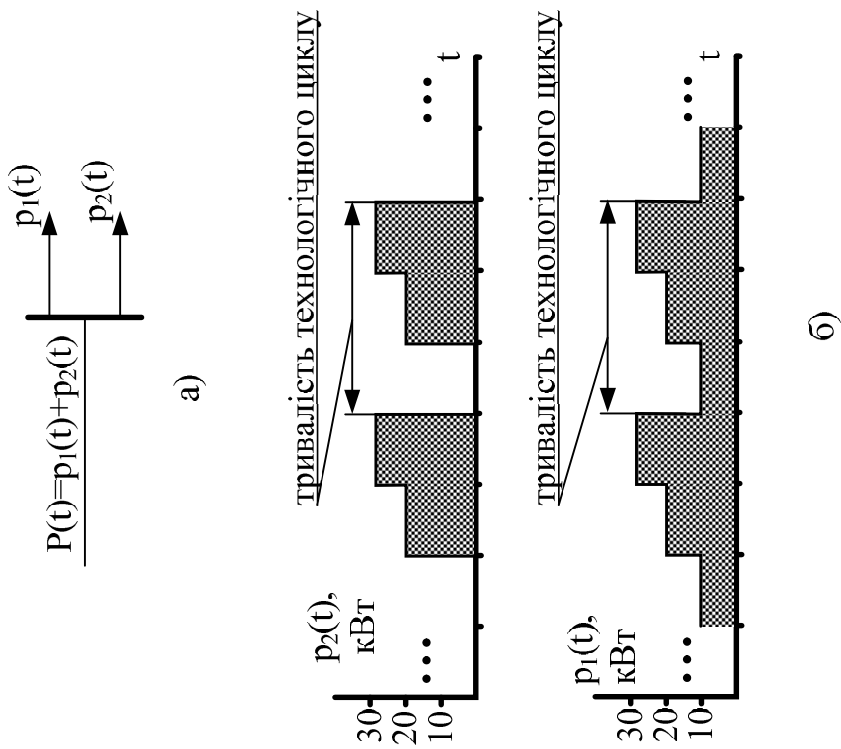 p₁(t)
P(t)=p₁(t)+p₂(t)
p₂(t)
а)
тривалість технологічного циклу
p₂(t),
кВт
30
20
10
...
...
t
тривалість технологічного циклу
p₁(t),
кВт
30
20
10
...
...
t
б)